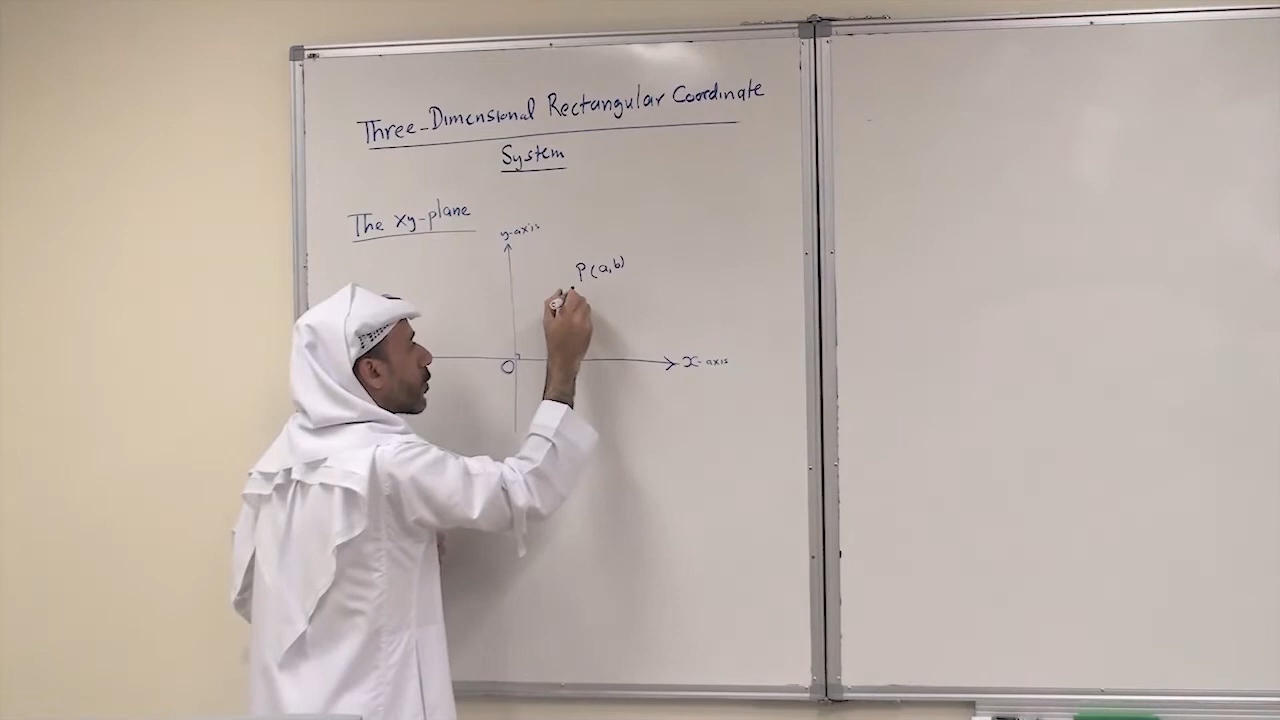 Three-Dimensional Rectangular Coordinate
System
The xy-plane
y-axis
P(a,b)
x-axis
O